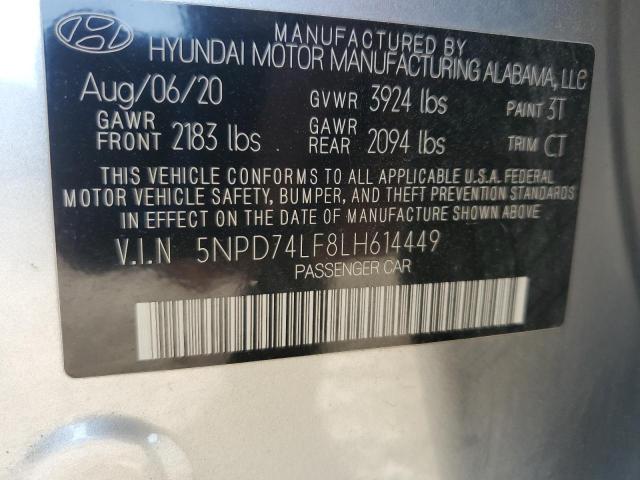 MANUFACTURED BY
HYUNDAI MOTOR MANUFACTURING ALABAMA, LLC
Aug/06/20 GVWR 3924 lbs PAINT 3T
GAWR FRONT 2183 lbs GAWR REAR 2094 lbs TRIM CT
THIS VEHICLE CONFORMS TO ALL APPLICABLE U.S.A. FEDERAL
MOTOR VEHICLE SAFETY, BUMPER, AND THEFT PREVENTION STANDARDS
IN EFFECT ON THE DATE OF MANUFACTURE SHOWN ABOVE
V.I.N 5NPD74LF8LH614449
PASSENGER CAR